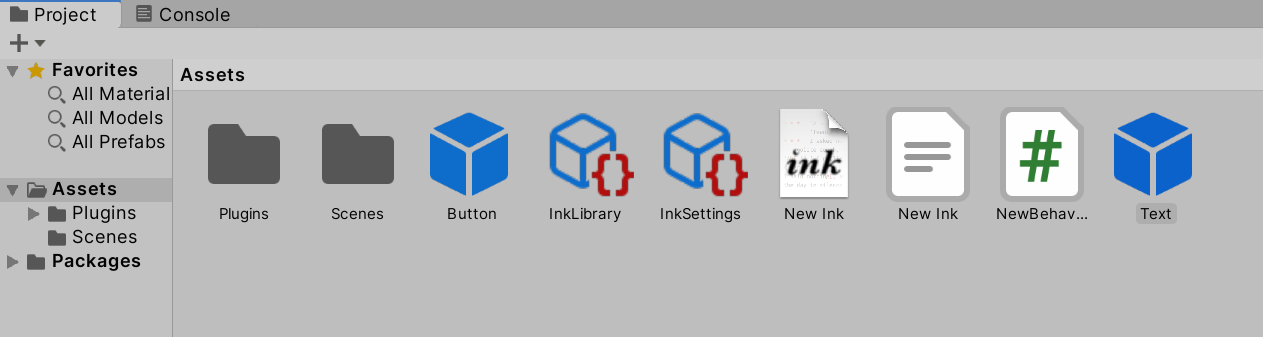 Project
Console
Favorites
All Material
All Models
All Prefabs
Assets
Plugins
Scenes
Packages
Assets
Plugins
Scenes
Button
InkLibrary
InkSettings
ink
New Ink
New Ink
#
NewBehav...
Text